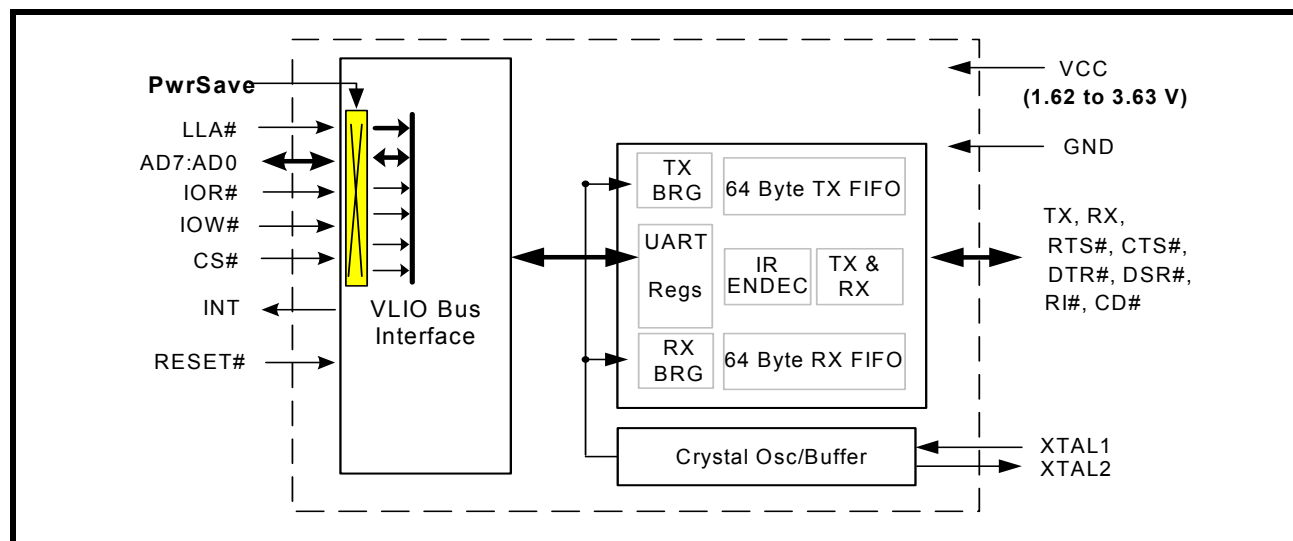 PwrSave
LLA#
AD7:AD0
IOR#
IOW#
CS#
INT
RESET#
VLIO Bus
Interface
TX
BRG
64 Byte TX FIFO
UART
Regs
IR
ENDEC
TX &
RX
RX
BRG
64 Byte RX FIFO
Crystal Osc/Buffer
VCC
(1.62 to 3.63 V)
GND
TX, RX,
RTS#, CTS#,
DTR#, DSR#,
RI#, CD#
XTAL1
XTAL2